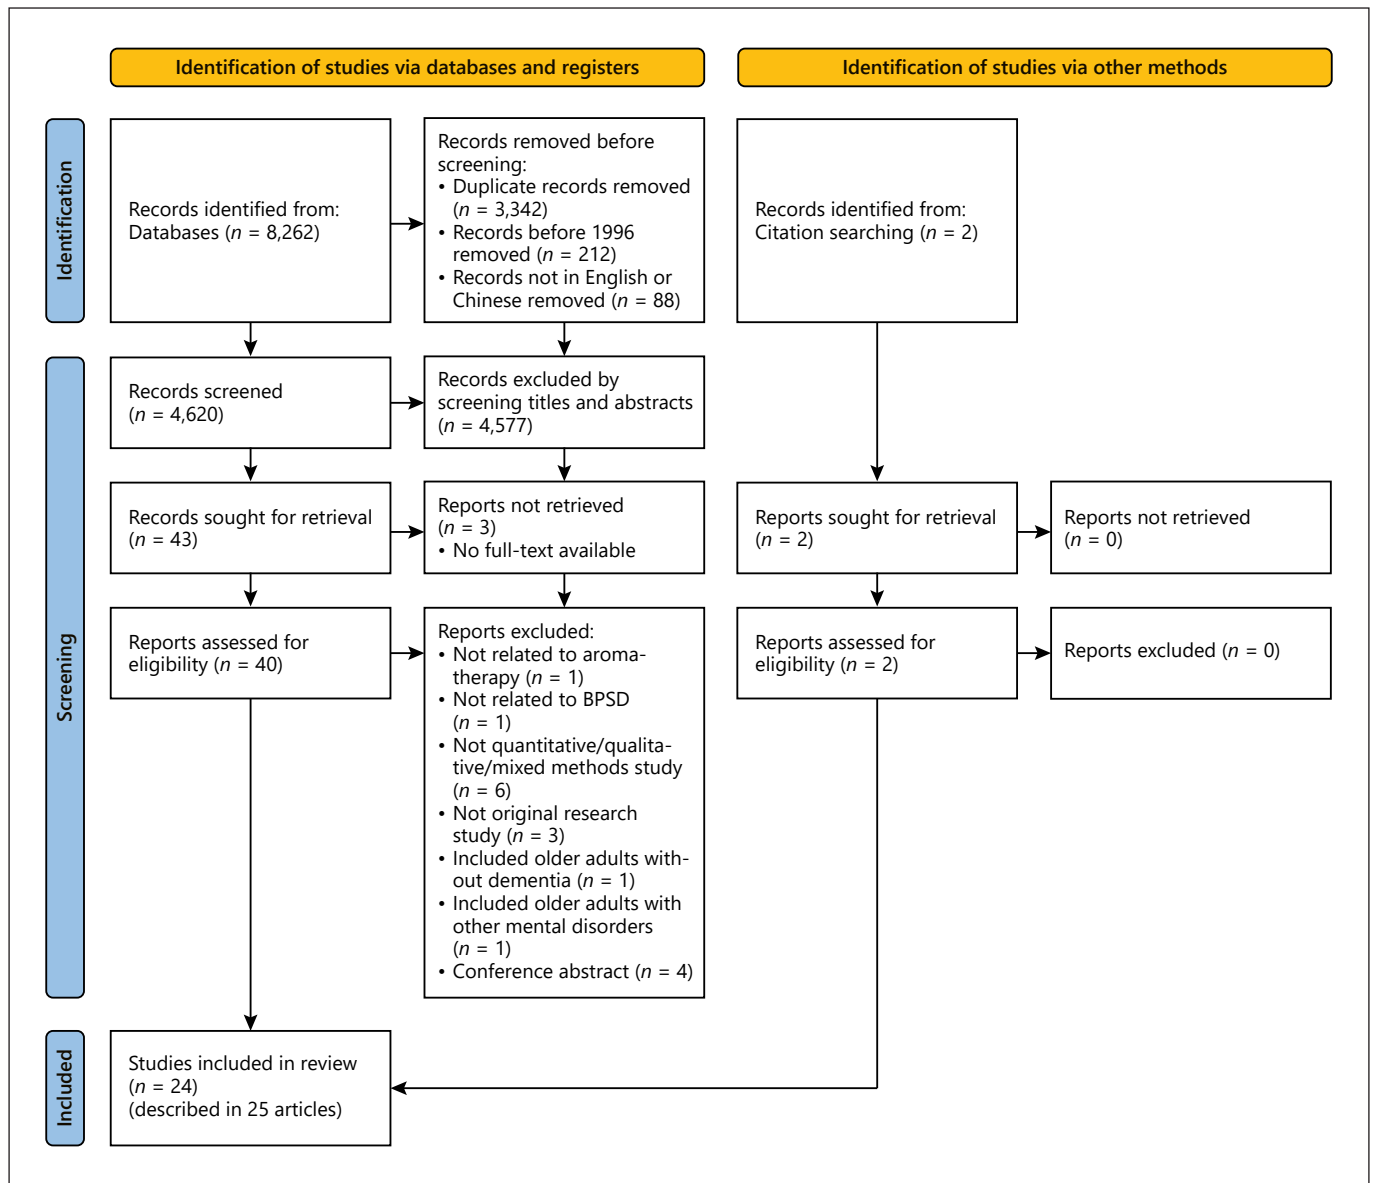 Identification of studies via databases and registers
Identification of studies via other methods
Identification
Records identified from:
Databases (n = 8,262)
Records removed before
screening:
• Duplicate records removed
(n = 3,342)
• Records before 1996
removed (n = 212)
• Records not in English or
Chinese removed (n = 88)
Records identified from:
Citation searching (n = 2)
Screening
Records screened
(n = 4,620)
Records excluded by
screening titles and abstracts
(n = 4,577)
Records sought for retrieval
(n = 43)
Reports not retrieved
(n = 3)
• No full-text available
Reports sought for retrieval
(n = 2)
Reports not retrieved
(n = 0)
Reports assessed for
eligibility (n = 40)
Reports excluded:
• Not related to aroma-
therapy (n = 1)
• Not related to BPSD
(n = 1)
• Not quantitative/qualita-
tive/mixed methods study
(n = 6)
• Not original research
study (n = 3)
• Included older adults with-
out dementia (n = 1)
• Included older adults with
other mental disorders
(n = 1)
• Conference abstract (n = 4)
Reports assessed for
eligibility (n = 2)
Reports excluded (n = 0)
Included
Studies included in review
(n = 24)
(described in 25 articles)